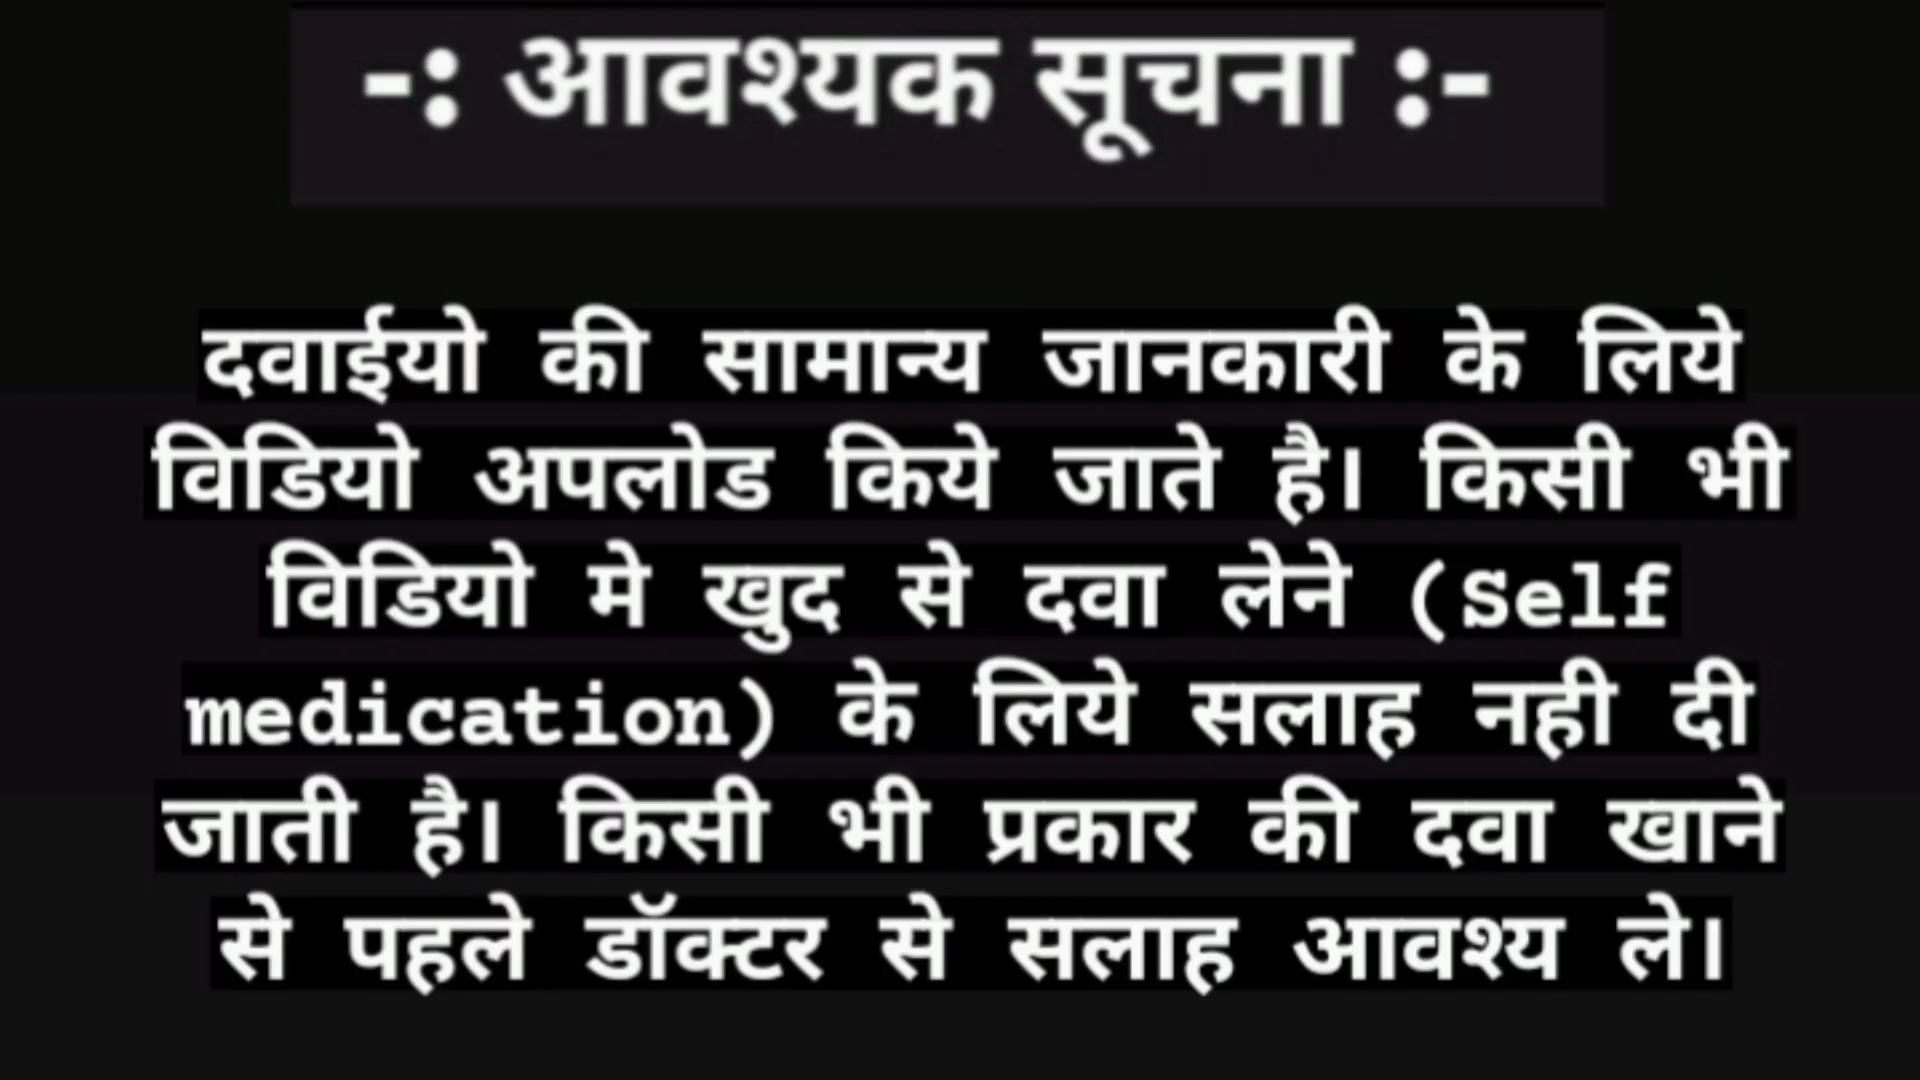 -: आवश्यक सूचना :-
दवाईयो की सामान्य जानकारी के लिये
विडियो अपलोड किये जाते है। किसी भी
विडियो मे खुद से दवा लेने (Self
medication) के लिये सलाह नही दी
जाती है। किसी भी प्रकार की दवा खाने
से पहले डॉक्टर से सलाह आवश्य ले।